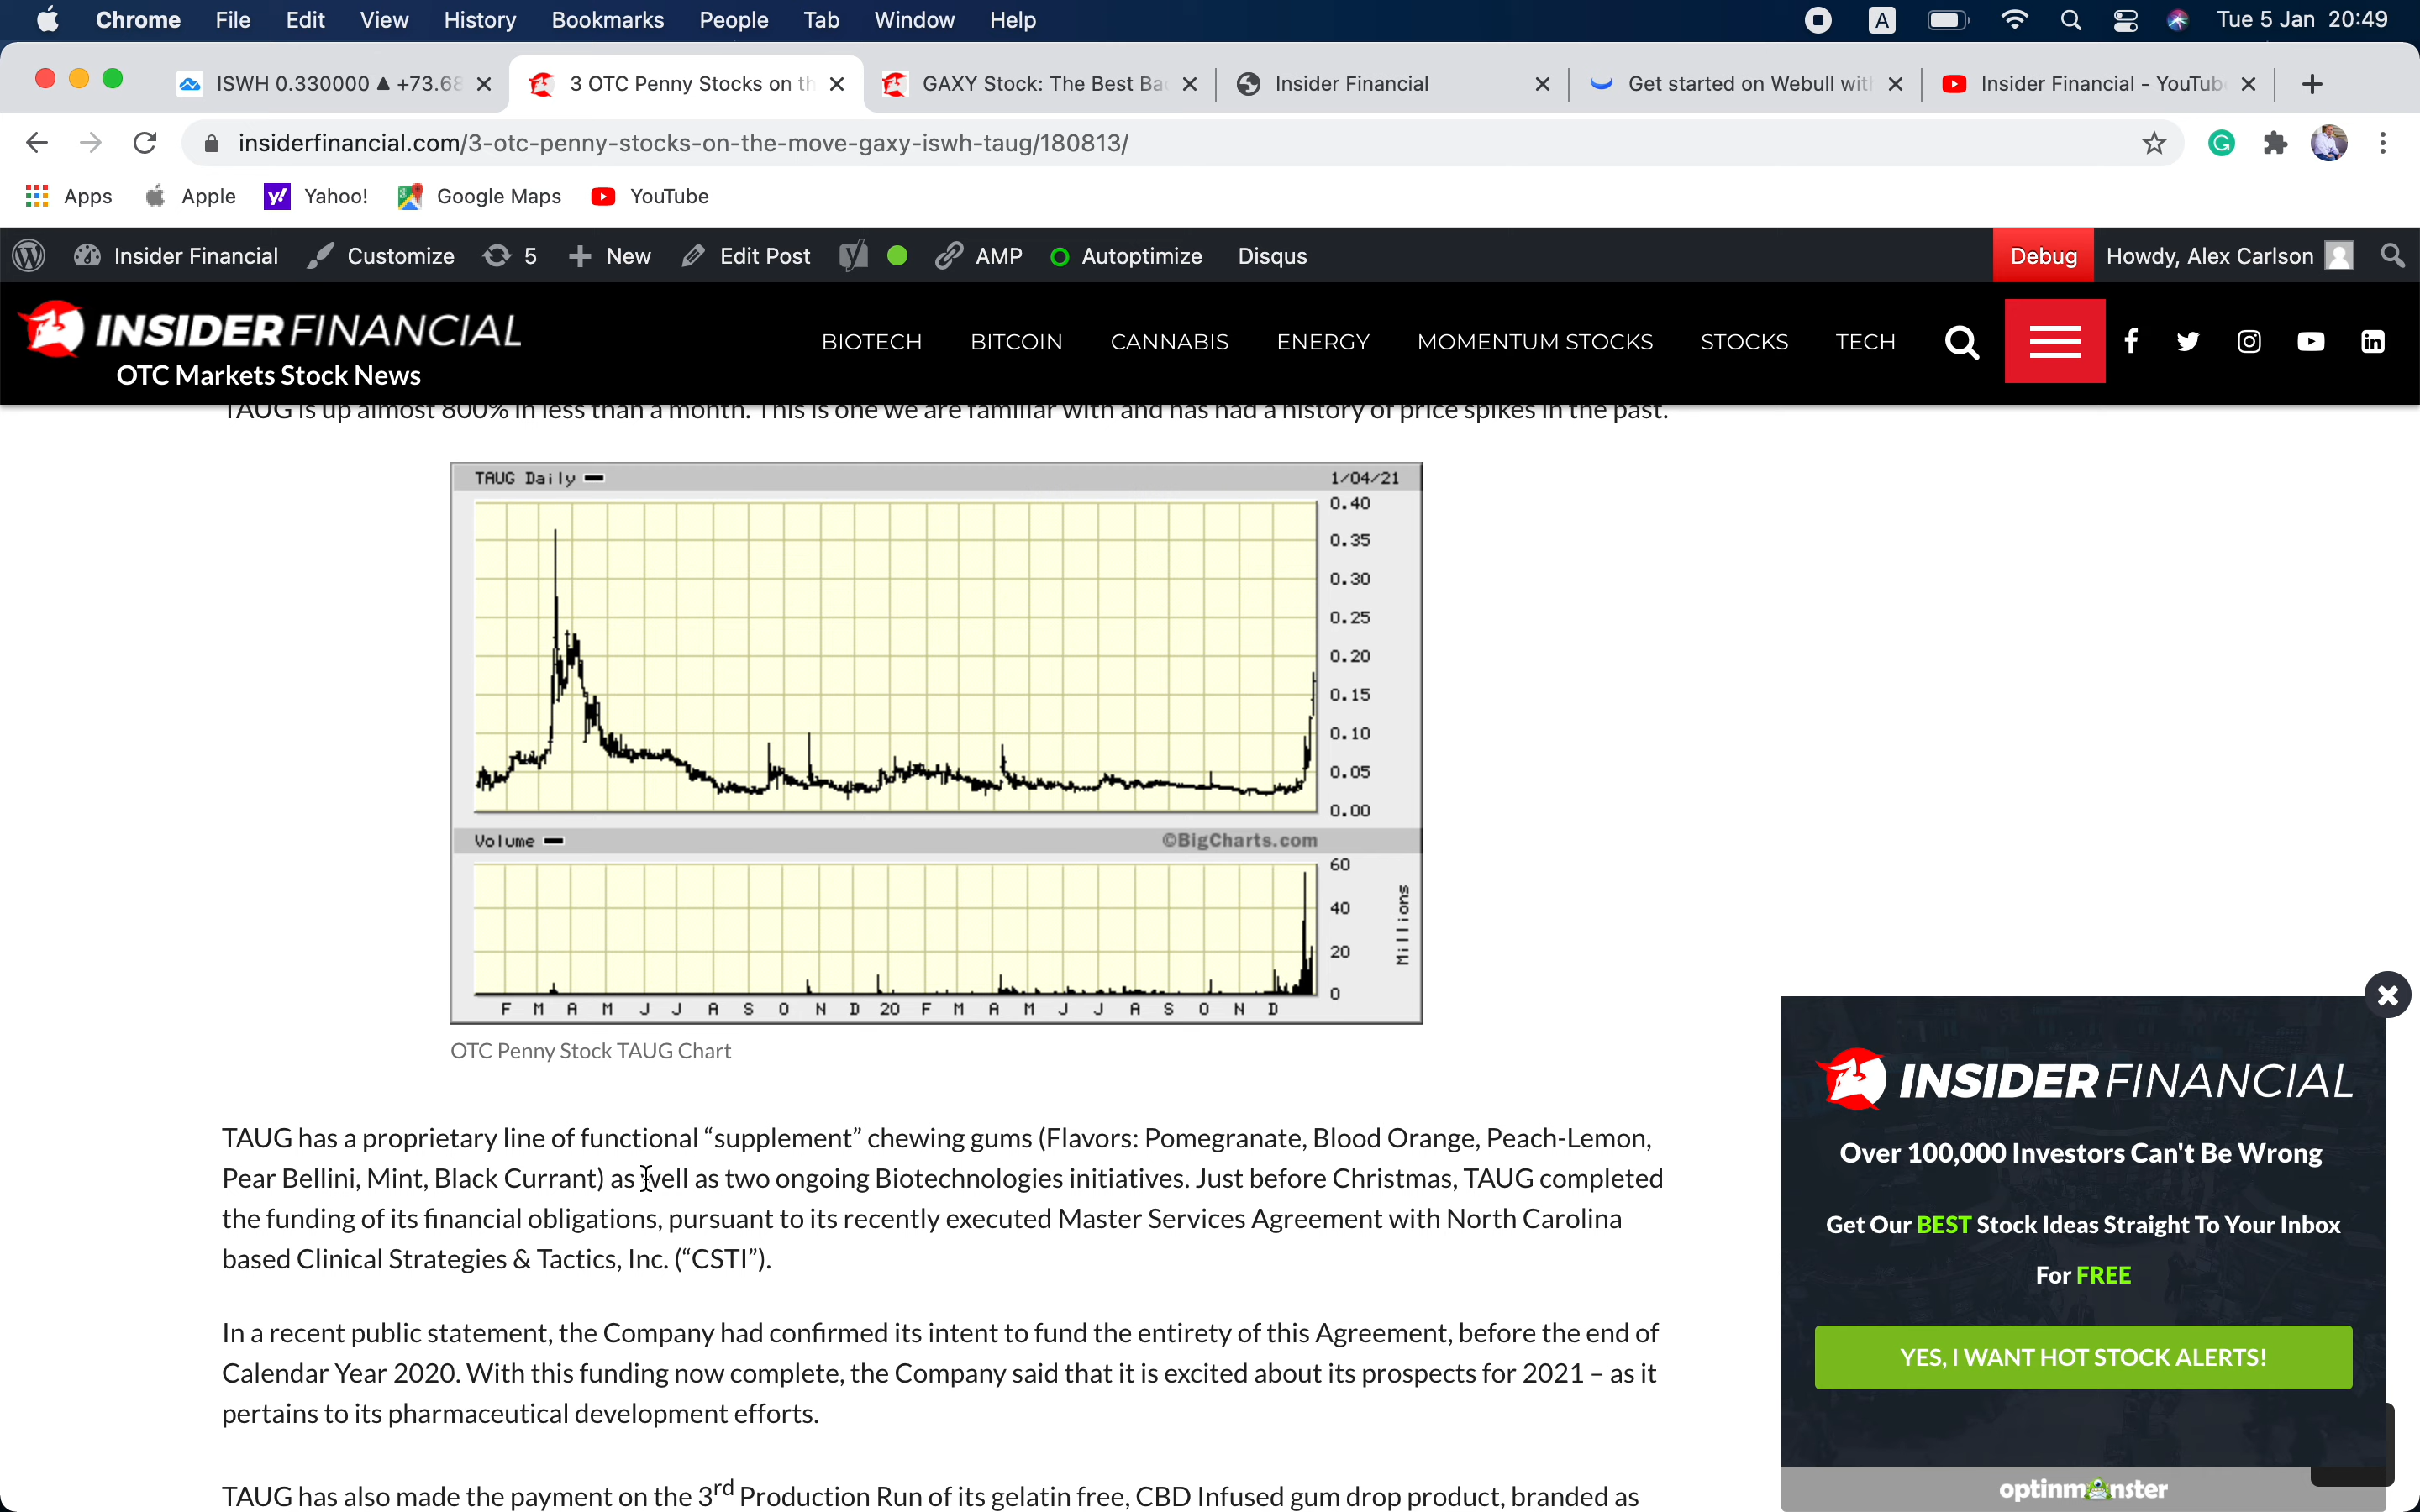 Chrome File Edit View History Bookmarks People Tab Window Help A Tue 5 Jan 20:49
ISWH 0.330000 ▲ +73.68 3 OTC Penny Stocks on th GAXY Stock: The Best Ba Insider Financial Get started on Webull wit Insider Financial - YouTub
insiderfinancial.com/3-otc-penny-stocks-on-the-move-gaxy-iswh-taug/180813/
Apps Apple Yahoo! Google Maps YouTube
Insider Financial Customize 5 New Edit Post AMP Autoptimize Disqus Debug Howdy, Alex Carlson
INSIDER FINANCIAL
OTC Markets Stock News
BIOTECH BITCOIN CANNABIS ENERGY MOMENTUM STOCKS STOCKS TECH
TAUG is up almost 800% in less than a month. This is one we are familiar with and has had a history of price spikes in the past.
TAUG Daily 1/04/21
0.40
0.35
0.30
0.25
0.20
0.15
0.10
0.05
0.00
Volume ©BigCharts.com
60
40
20
0
Millions
F M A M J J A S O N D 20 F M A M J J A S O N D
OTC Penny Stock TAUG Chart
TAUG has a proprietary line of functional “supplement” chewing gums (Flavors: Pomegranate, Blood Orange, Peach-Lemon,
Pear Bellini, Mint, Black Currant) as well as two ongoing Biotechnologies initiatives. Just before Christmas, TAUG completed
the funding of its financial obligations, pursuant to its recently executed Master Services Agreement with North Carolina
based Clinical Strategies & Tactics, Inc. (“CSTI”).
In a recent public statement, the Company had confirmed its intent to fund the entirety of this Agreement, before the end of
Calendar Year 2020. With this funding now complete, the Company said that it is excited about its prospects for 2021 – as it
pertains to its pharmaceutical development efforts.
TAUG has also made the payment on the 3rd Production Run of its gelatin free, CBD Infused gum drop product, branded as
INSIDER FINANCIAL
Over 100,000 Investors Can't Be Wrong
Get Our BEST Stock Ideas Straight To Your Inbox
For FREE
YES, I WANT HOT STOCK ALERTS!
optinmonster